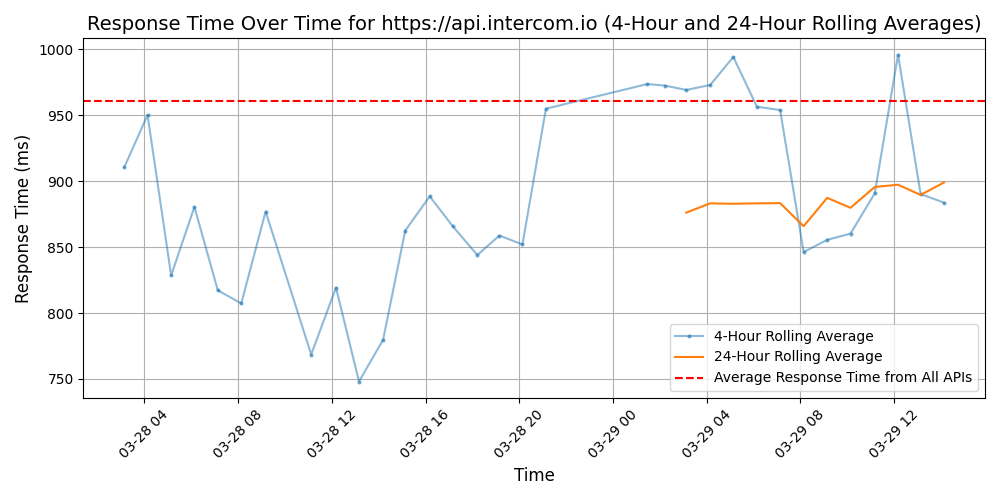 Response Time Over Time for https://api.intercom.io (4-Hour and 24-Hour Rolling Averages)
Response Time (ms)
1000
950
900
850
800
750
4-Hour Rolling Average
24-Hour Rolling Average
Average Response Time from All APIs
03-28 04
03-28 08
03-28 12
03-28 16
03-28 20
03-29 00
03-29 04
03-29 08
03-29 12
Time